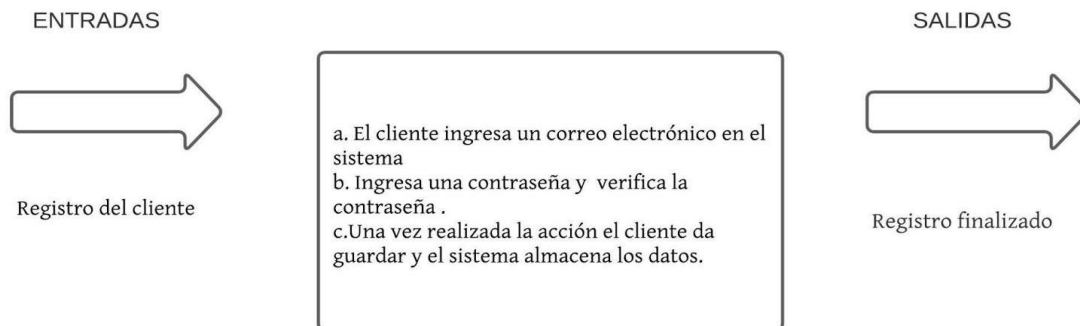 ENTRADAS
SALIDAS
a. El cliente ingresa un correo electrónico en el
sistema
b. Ingresa una contraseña y  verifica la
contraseña .
c.Una vez realizada la acción el cliente da
guardar y el sistema almacena los datos.
Registro del cliente
Registro finalizado